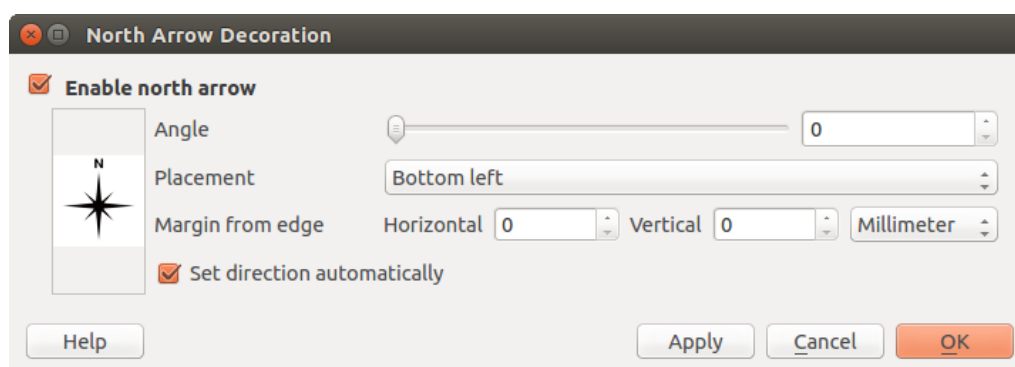 North Arrow Decoration
Enable north arrow
Angle 0
N
Placement Bottom left
Margin from edge Horizontal 0 Vertical 0 Millimeter
Set direction automatically
Help Apply Cancel OK